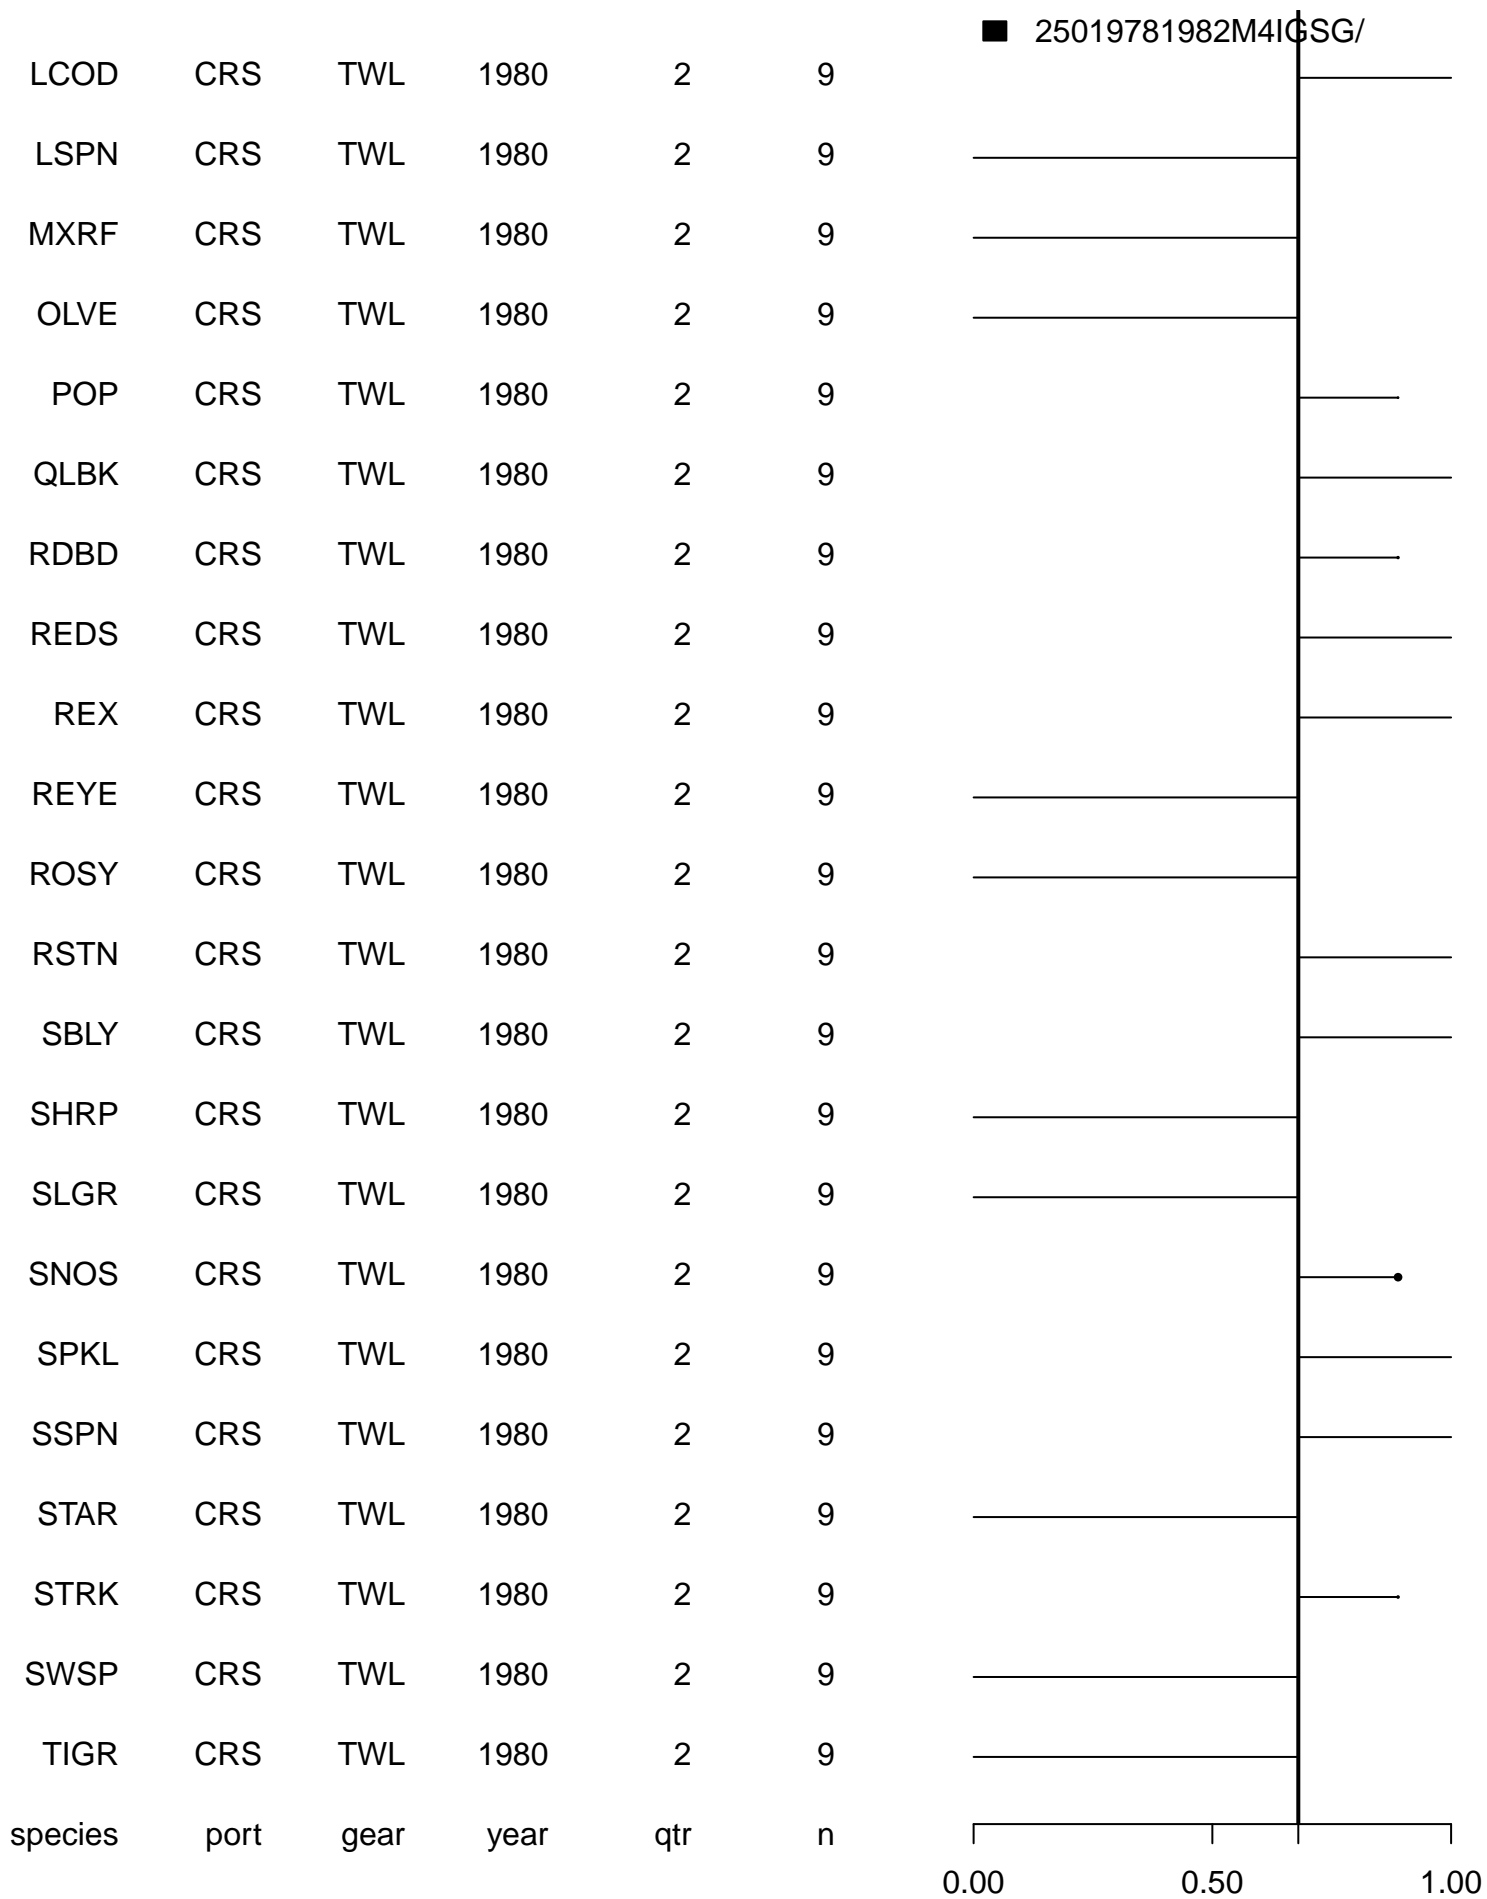 25019781982M4IGSG/
LCOD CRS TWL 1980 2 9
LSPN CRS TWL 1980 2 9
MXRF CRS TWL 1980 2 9
OLVE CRS TWL 1980 2 9
POP CRS TWL 1980 2 9
QLBK CRS TWL 1980 2 9
RDBD CRS TWL 1980 2 9
REDS CRS TWL 1980 2 9
REX CRS TWL 1980 2 9
REYE CRS TWL 1980 2 9
ROSY CRS TWL 1980 2 9
RSTN CRS TWL 1980 2 9
SBLY CRS TWL 1980 2 9
SHRP CRS TWL 1980 2 9
SLGR CRS TWL 1980 2 9
SNOS CRS TWL 1980 2 9
SPKL CRS TWL 1980 2 9
SSPN CRS TWL 1980 2 9
STAR CRS TWL 1980 2 9
STRK CRS TWL 1980 2 9
SWSP CRS TWL 1980 2 9
TIGR CRS TWL 1980 2 9
species port gear year qtr n
0.00 0.50 1.00